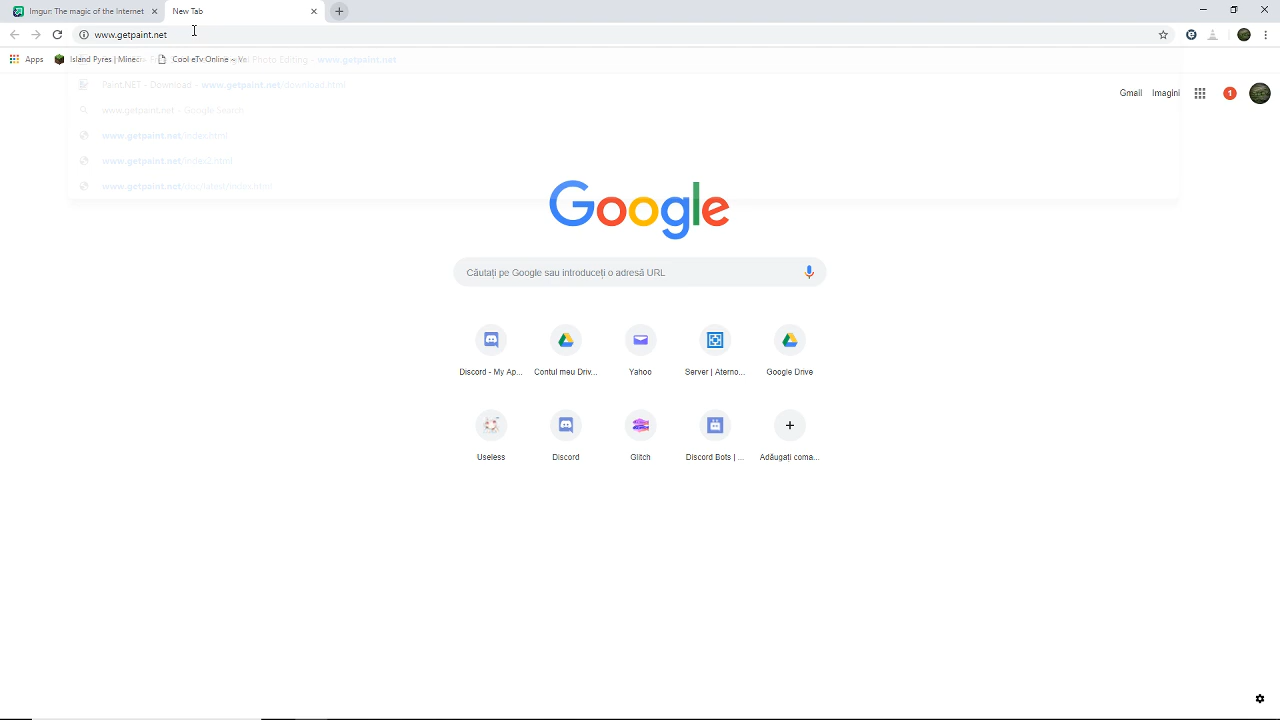 Imgur: The magic of the Internet
New Tab
www.getpaint.net
Apps
Island Pyres | Minec
CookieTv Online - Vs
Photo Editing - www.getpaint.net
Paint.NET - Download - www.getpaint.net/download.html
www.getpaint.net - Google Search
www.getpaint.net/index.html
www.getpaint.net/index2.html
www.getpaint.net/doc/latest/index.html
Gmail
Imagini
1
Google
Căutați pe Google sau introduceți o adresă URL
Discord - My Ap...
Contul meu Driv...
Yahoo
Server | Aterno...
Google Drive
Useless
Discord
Glitch
Discord Bots | ...
Adăugați coma...